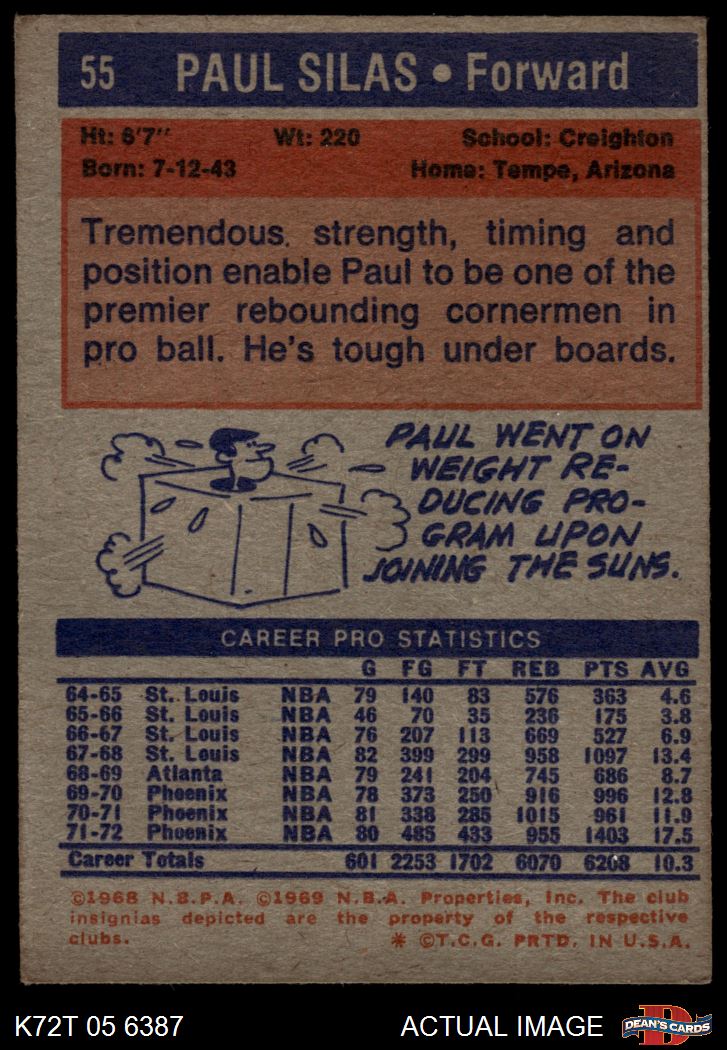 55 PAUL SILAS • Forward
Ht: 6'7" Wt: 220 School: Creighton
Born: 7-12-43 Home: Tempe, Arizona
Tremendous strength, timing and
position enable Paul to be one of the
premier rebounding cornermen in
pro ball. He's tough under boards.
PAUL WENT ON
WEIGHT RE-
DUCING PRO-
GRAM UPON
JOINING THE SUNS.
CAREER PRO STATISTICS
G FG FT REB PTS AVG
64-65 St. Louis NBA 79 140 83 576 363 4.6
65-66 St. Louis NBA 46 70 35 236 175 3.8
66-67 St. Louis NBA 76 207 113 669 527 6.9
67-68 St. Louis NBA 82 399 299 958 1097 13.4
68-69 Atlanta NBA 79 241 204 745 686 8.7
69-70 Phoenix NBA 78 373 250 916 996 12.8
70-71 Phoenix NBA 81 338 285 1015 961 11.9
71-72 Phoenix NBA 80 485 433 955 1403 17.5
Career Totals 601 2253 1702 6070 6208 10.3
©1968 N.B.P.A. ©1969 N.B.A. Properties, Inc. The club
insignias depicted are the property of the respective
clubs. * ©T.C.G. PRTD. IN U.S.A.
K72T 05 6387 ACTUAL IMAGE DEAN'S CARDS